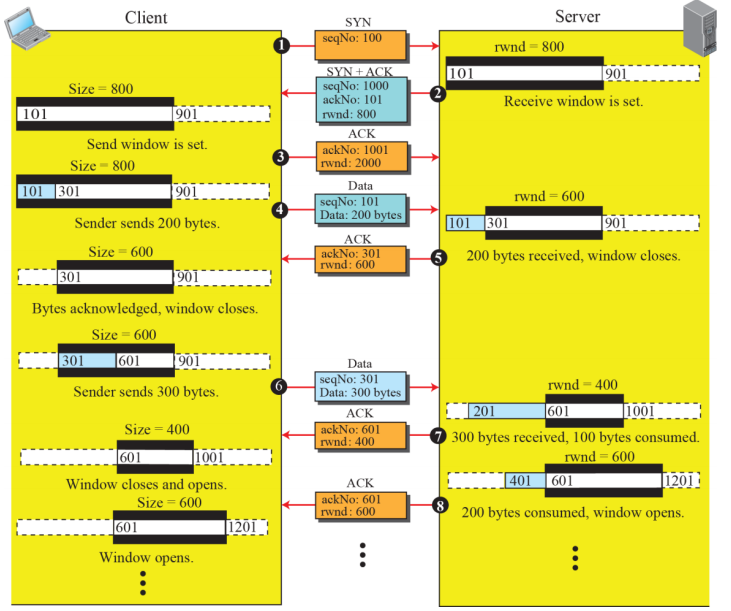 Client
Server
1
SYN
seqNo: 100
rwnd = 800
101
901
Receive window is set.
2
SYN + ACK
seqNo: 1000
ackNo: 101
rwnd: 800
Size = 800
101
901
Send window is set.
3
ACK
ackNo: 1001
rwnd: 2000
Size = 800
101
301
901
Sender sends 200 bytes.
4
Data
seqNo: 101
Data: 200 bytes
rwnd = 600
101
301
901
200 bytes received, window closes.
5
ACK
ackNo: 301
rwnd: 600
Size = 600
301
901
Bytes acknowledged, window closes.
Size = 600
301
601
901
Sender sends 300 bytes.
6
Data
seqNo: 301
Data: 300 bytes
rwnd = 400
201
601
1001
300 bytes received, 100 bytes consumed.
7
ACK
ackNo: 601
rwnd: 400
Size = 400
601
1001
Window closes and opens.
rwnd = 600
401
601
1201
200 bytes consumed, window opens.
8
ACK
ackNo: 601
rwnd: 600
Size = 600
601
1201
Window opens.